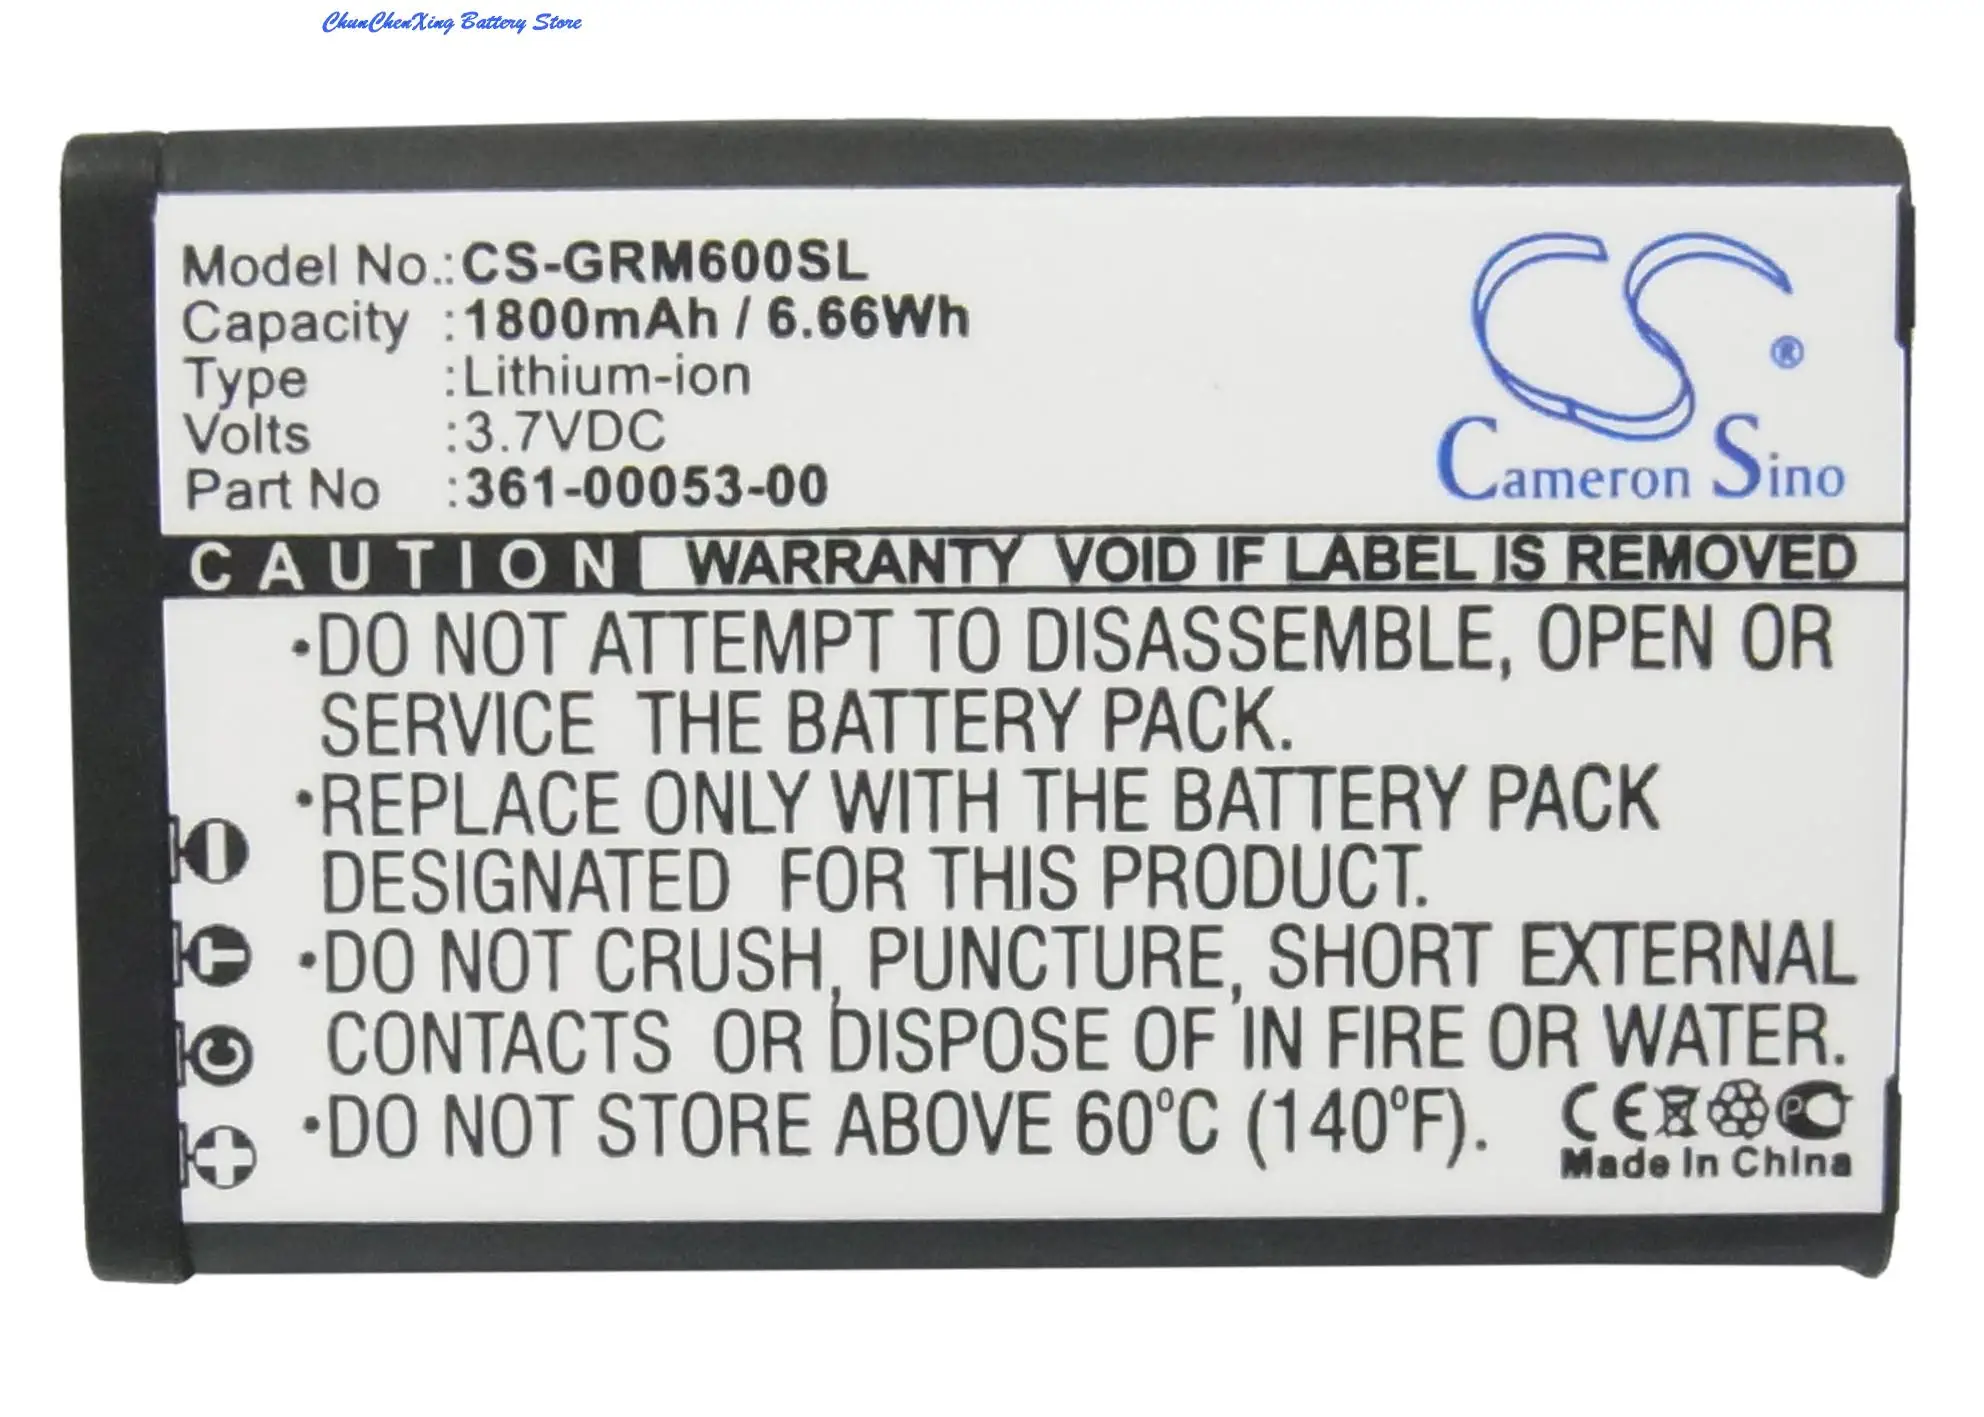 ChunChenXing Battery Store
Model No.:CS-GRM600SL
Capacity :1800mAh / 6.66Wh
Type :Lithium-ion
Volts :3.7VDC
Part No :361-00053-00
CS®
Cameron Sino
CAUTION WARRANTY VOID IF LABEL IS REMOVED
•DO NOT ATTEMPT TO DISASSEMBLE, OPEN OR
SERVICE THE BATTERY PACK.
•REPLACE ONLY WITH THE BATTERY PACK
DESIGNATED FOR THIS PRODUCT.
•DO NOT CRUSH, PUNCTURE, SHORT EXTERNAL
CONTACTS OR DISPOSE OF IN FIRE OR WATER.
•DO NOT STORE ABOVE 60°C (140°F).
-
T
C
+
CE PC
Made In China